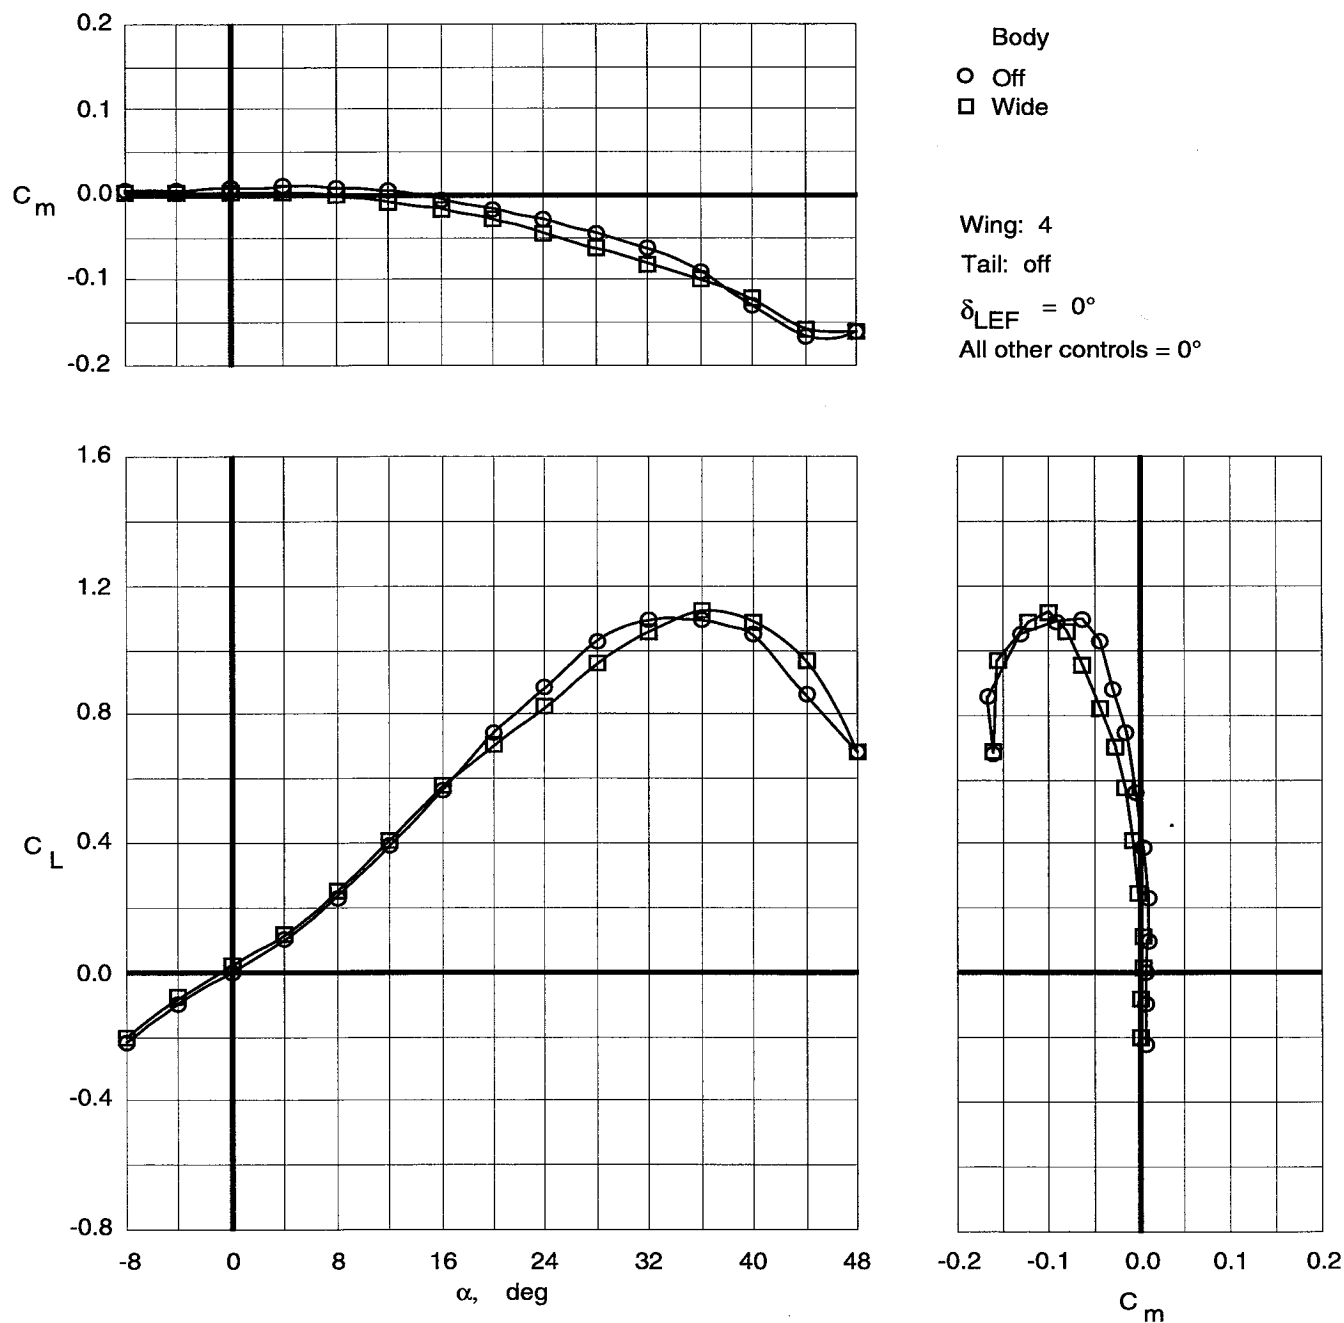 0.2
0.1
0.0
-0.1
-0.2
C m
Body
Off
Wide
Wing: 4
Tail: off
δLEF = 0°
All other controls = 0°
1.6
1.2
0.8
0.4
0.0
-0.4
-0.8
C L
-8 0 8 16 24 32 40 48
α, deg
-0.2 -0.1 0.0 0.1 0.2
C m